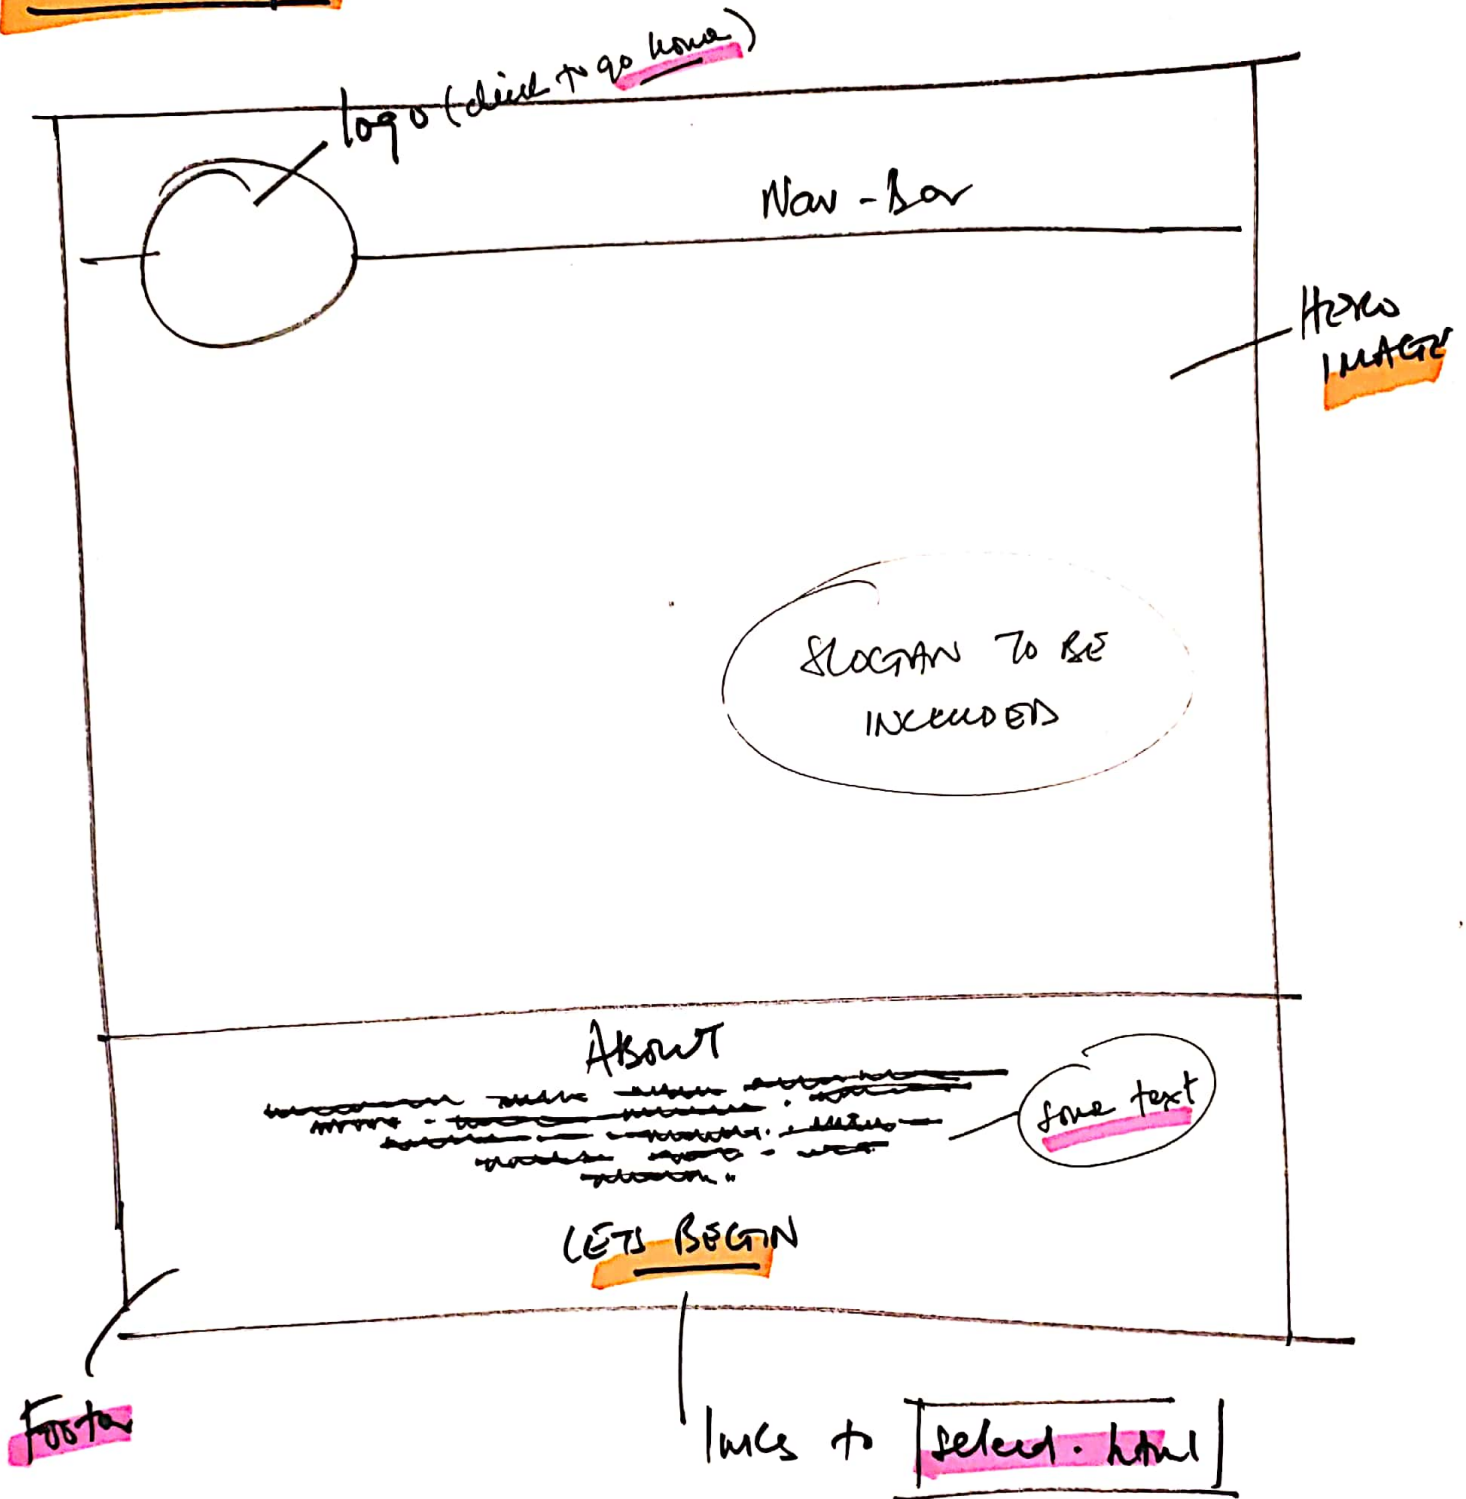 logo (click to go home)
Nav-Bar
HERO
IMAGE
SLOGAN TO BE
INCLUDED
ABOUT
some text
LETS BEGIN
Footer
links to select.html